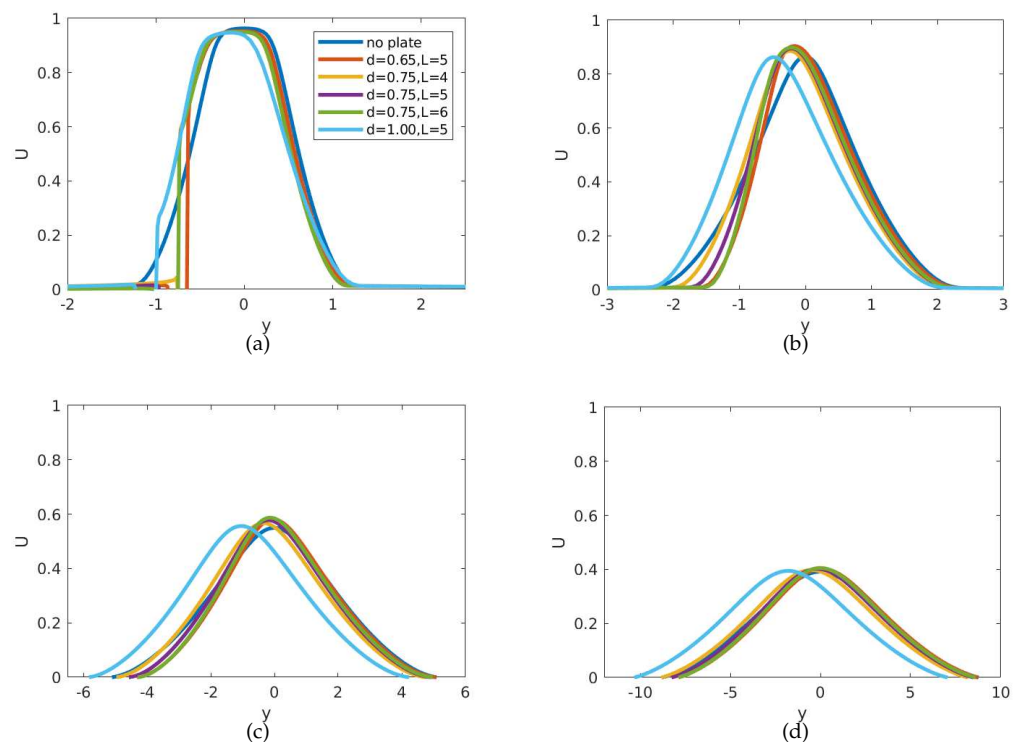 1
0.8
0.6
0.4
0.2
0
U
-2 -1 0 1 2
y
(a)
no plate
d=0.65,L=5
d=0.75,L=4
d=0.75,L=5
d=0.75,L=6
d=1.00,L=5
1
0.8
0.6
0.4
0.2
0
U
-3 -2 -1 0 1 2 3
y
(b)
1
0.8
0.6
0.4
0.2
0
U
-6 -4 -2 0 2 4 6
y
(c)
1
0.8
0.6
0.4
0.2
0
U
-10 -5 0 5 10
y
(d)